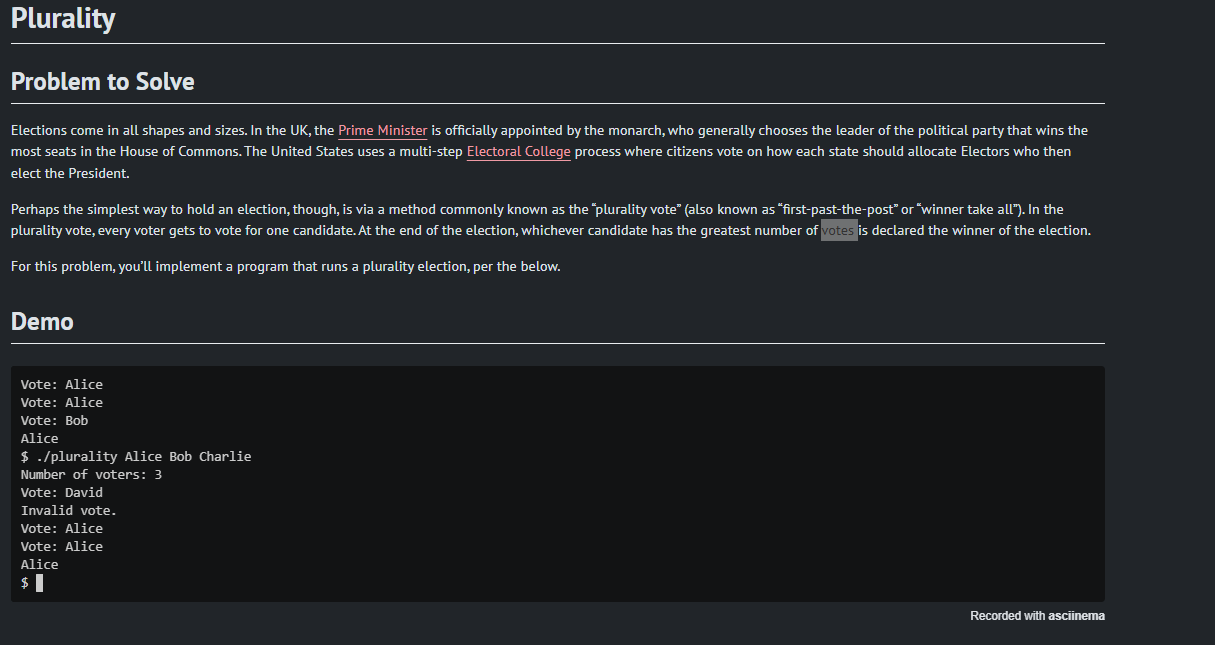 Plurality
Problem to Solve
Elections come in all shapes and sizes. In the UK, the Prime Minister is officially appointed by the monarch, who generally chooses the leader of the political party that wins the
most seats in the House of Commons. The United States uses a multi-step Electoral College process where citizens vote on how each state should allocate Electors who then
elect the President.
Perhaps the simplest way to hold an election, though, is via a method commonly known as the “plurality vote” (also known as “first-past-the-post” or “winner take all”). In the
plurality vote, every voter gets to vote for one candidate. At the end of the election, whichever candidate has the greatest number of votes is declared the winner of the election.
For this problem, you’ll implement a program that runs a plurality election, per the below.
Demo
Vote: Alice
Vote: Alice
Vote: Bob
Alice
$ ./plurality Alice Bob Charlie
Number of voters: 3
Vote: David
Invalid vote.
Vote: Alice
Vote: Alice
Alice
$
Recorded with asciinema